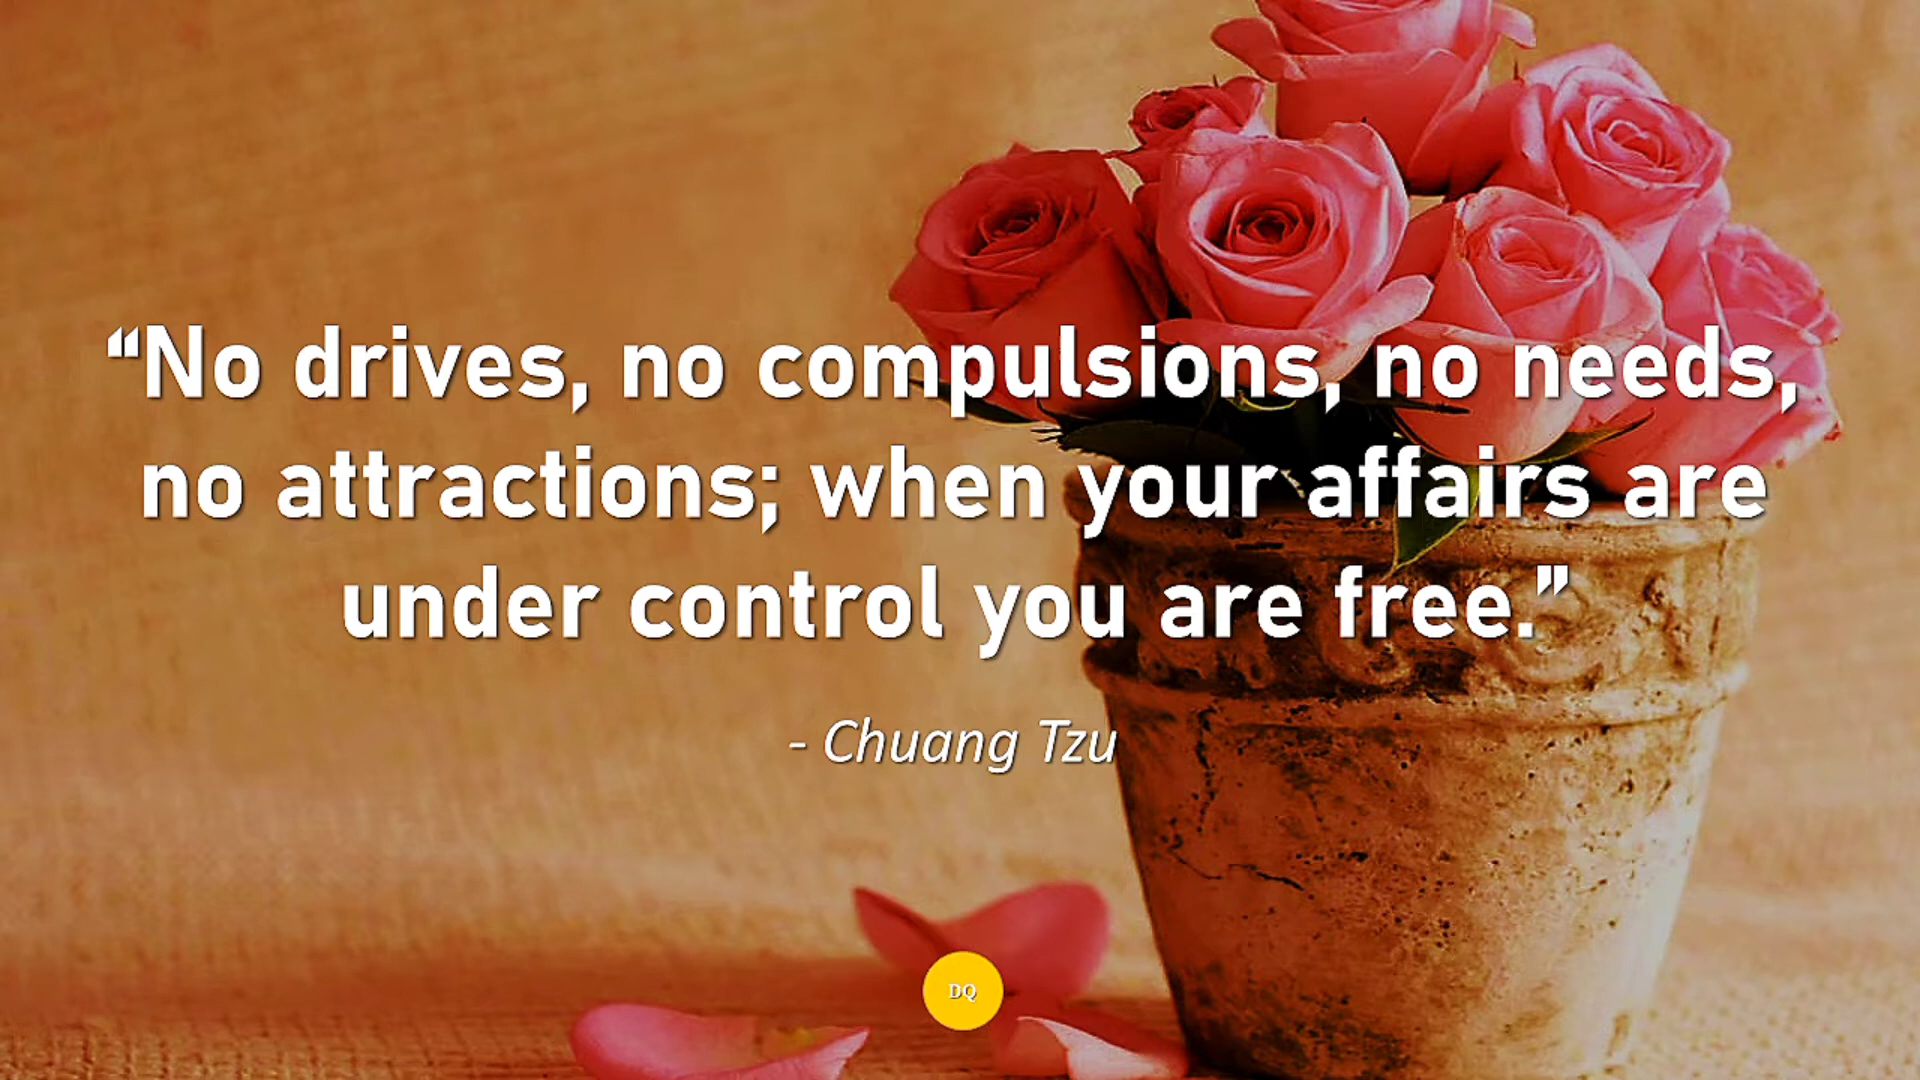 “No drives, no compulsions, no needs,
no attractions; when your affairs are
under control you are free.”
- Chuang Tzu
DQ